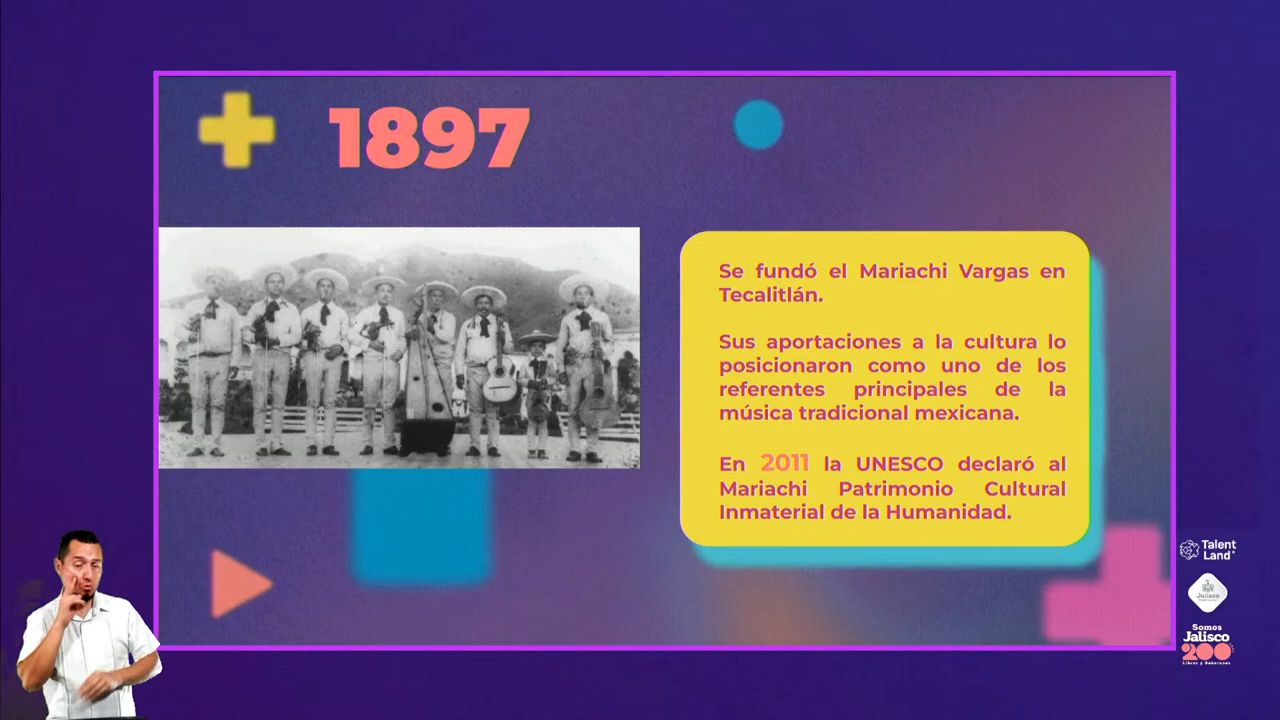 1897
Se fundó el Mariachi Vargas en
Tecalitlán.
Sus aportaciones a la cultura lo
posicionaron como uno de los
referentes principales de la
música tradicional mexicana.
En 2011 la UNESCO declaró al
Mariachi Patrimonio Cultural
Inmaterial de la Humanidad.
Talent
Land
Jalisco
Somos
Jalisco
200
Libres y Soberanos